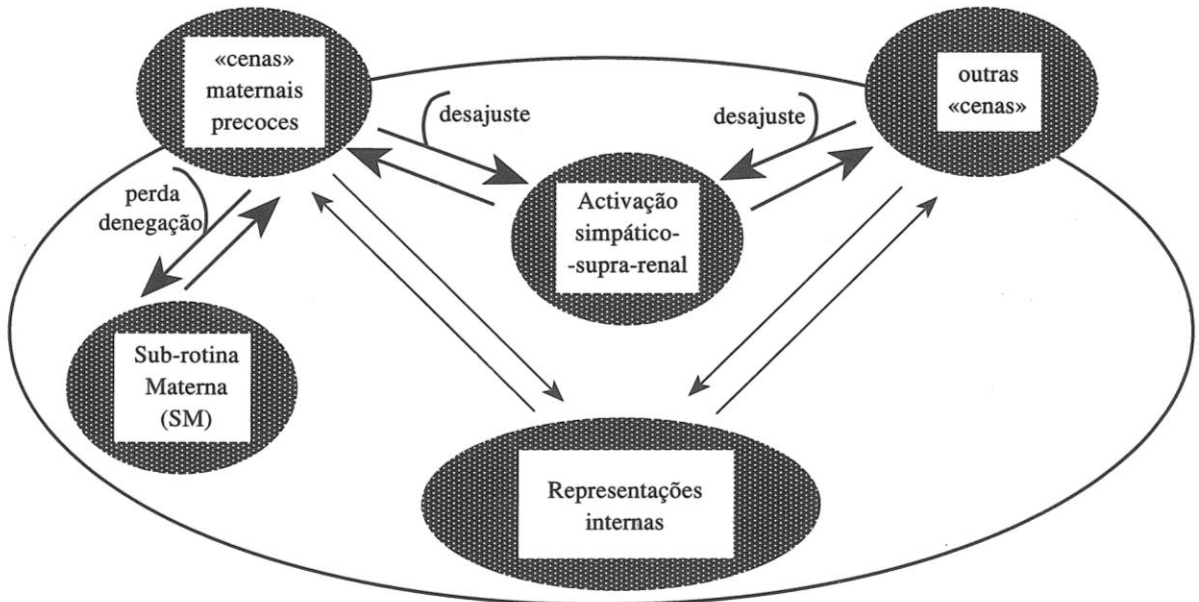 «cenas»
maternais
precoces
outras
«cenas»
desajuste
desajuste
perda
denegação
Activação
simpático-
-supra-renal
Sub-rotina
Materna
(SM)
Representações
internas